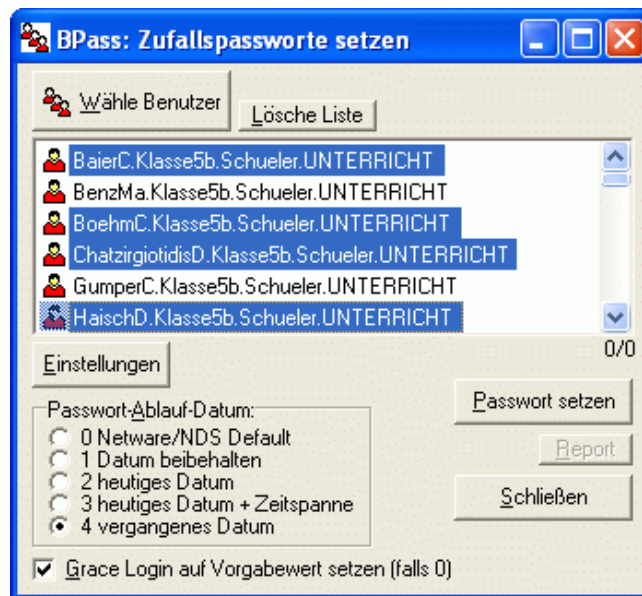 BPass: Zufallspassworte setzen
Wähle Benutzer
Lösche Liste
BaierC.Klasse5b.Schueler.UNTERRICHT
BenzMa.Klasse5b.Schueler.UNTERRICHT
BoehmC.Klasse5b.Schueler.UNTERRICHT
ChatzirgiotidisD.Klasse5b.Schueler.UNTERRICHT
GumperC.Klasse5b.Schueler.UNTERRICHT
HaischD.Klasse5b.Schueler.UNTERRICHT
0/0
Einstellungen
Passwort-Ablauf-Datum:
0 Netware/NDS Default
1 Datum beibehalten
2 heutiges Datum
3 heutiges Datum + Zeitspanne
4 vergangenes Datum
Passwort setzen
Report
Schließen
Grace Login auf Vorgabewert setzen (falls 0)